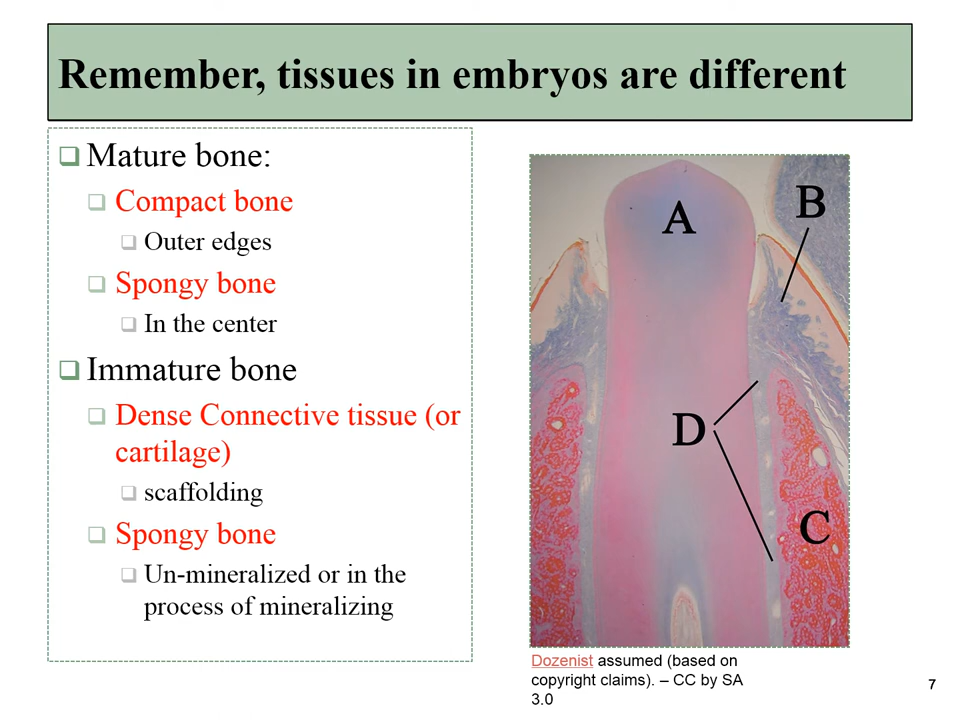 Remember, tissues in embryos are different
Mature bone:
Compact bone
Outer edges
Spongy bone
In the center
Immature bone
Dense Connective tissue (or
cartilage)
scaffolding
Spongy bone
Un-mineralized or in the
process of mineralizing
A
B
D
C
Dozenist assumed (based on
copyright claims). – CC by SA
3.0
7